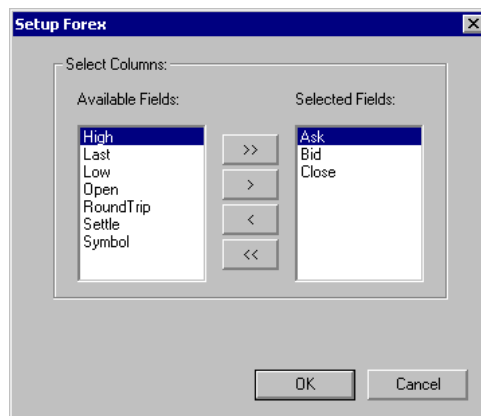 Setup Forex
Select Columns:
Available Fields:
Selected Fields:
High
Last
Low
Open
RoundTrip
Settle
Symbol
>>
>
<
<<
Ask
Bid
Close
OK
Cancel